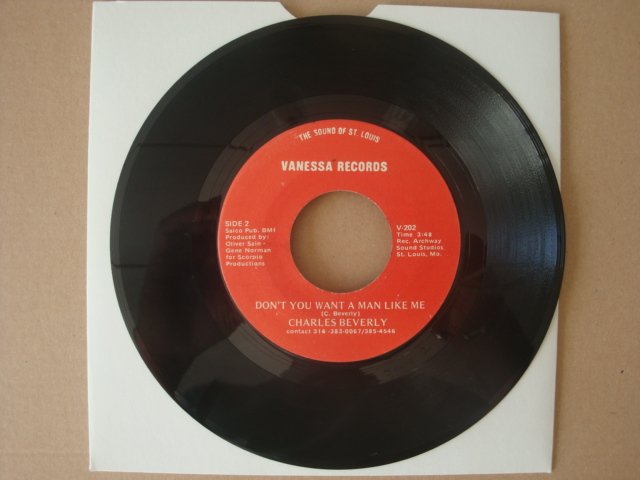 THE SOUND OF ST. LOUIS
VANESSA RECORDS
SIDE 2
Saico Pub. BMI
Produced by:
Oliver Sain -
Gene Norman
for Scorpio
Productions
V-202
Time 3:48
Rec. Archway
Sound Studios
St. Louis, Mo.
DON'T YOU WANT A MAN LIKE ME
(C. Beverly)
CHARLES BEVERLY
contact 314 -383-0067/385-4546